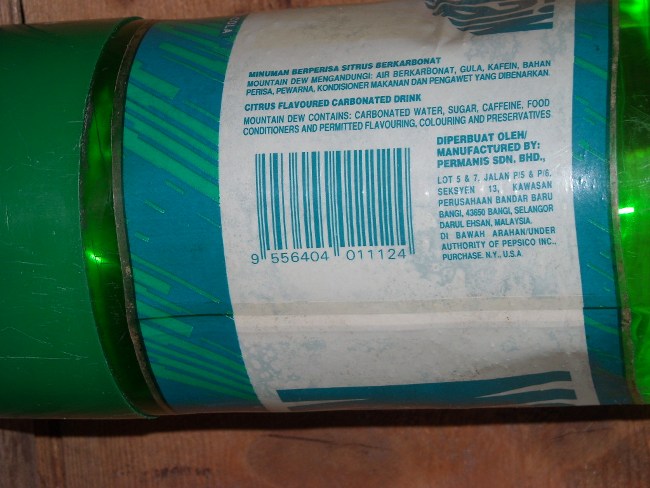 MINUMAN BERPERISA SITRUS BERKARBONAT
MOUNTAIN DEW MENGANDUNGI: AIR BERKARBONAT, GULA, KAFEIN, BAHAN
PERISA, PEWARNA, KONDISIONER MAKANAN DAN PENGAWET YANG DIBENARKAN.
CITRUS FLAVOURED CARBONATED DRINK
MOUNTAIN DEW CONTAINS: CARBONATED WATER, SUGAR, CAFFEINE, FOOD
CONDITIONERS AND PERMITTED FLAVOURING, COLOURING AND PRESERVATIVES
DIPERBUAT OLEH/
MANUFACTURED BY:
PERMANIS SDN. BHD.,
LOT 5 & 7, JALAN P/5 & P/6,
SEKSYEN 13, KAWASAN
PERUSAHAAN BANDAR BARU
BANGI, 43650 BANGI, SELANGOR
DARUL EHSAN, MALAYSIA.
DI BAWAH ARAHAN/UNDER
AUTHORITY OF PEPSICO INC.,
PURCHASE. N.Y., U.S.A
9 556404 011124